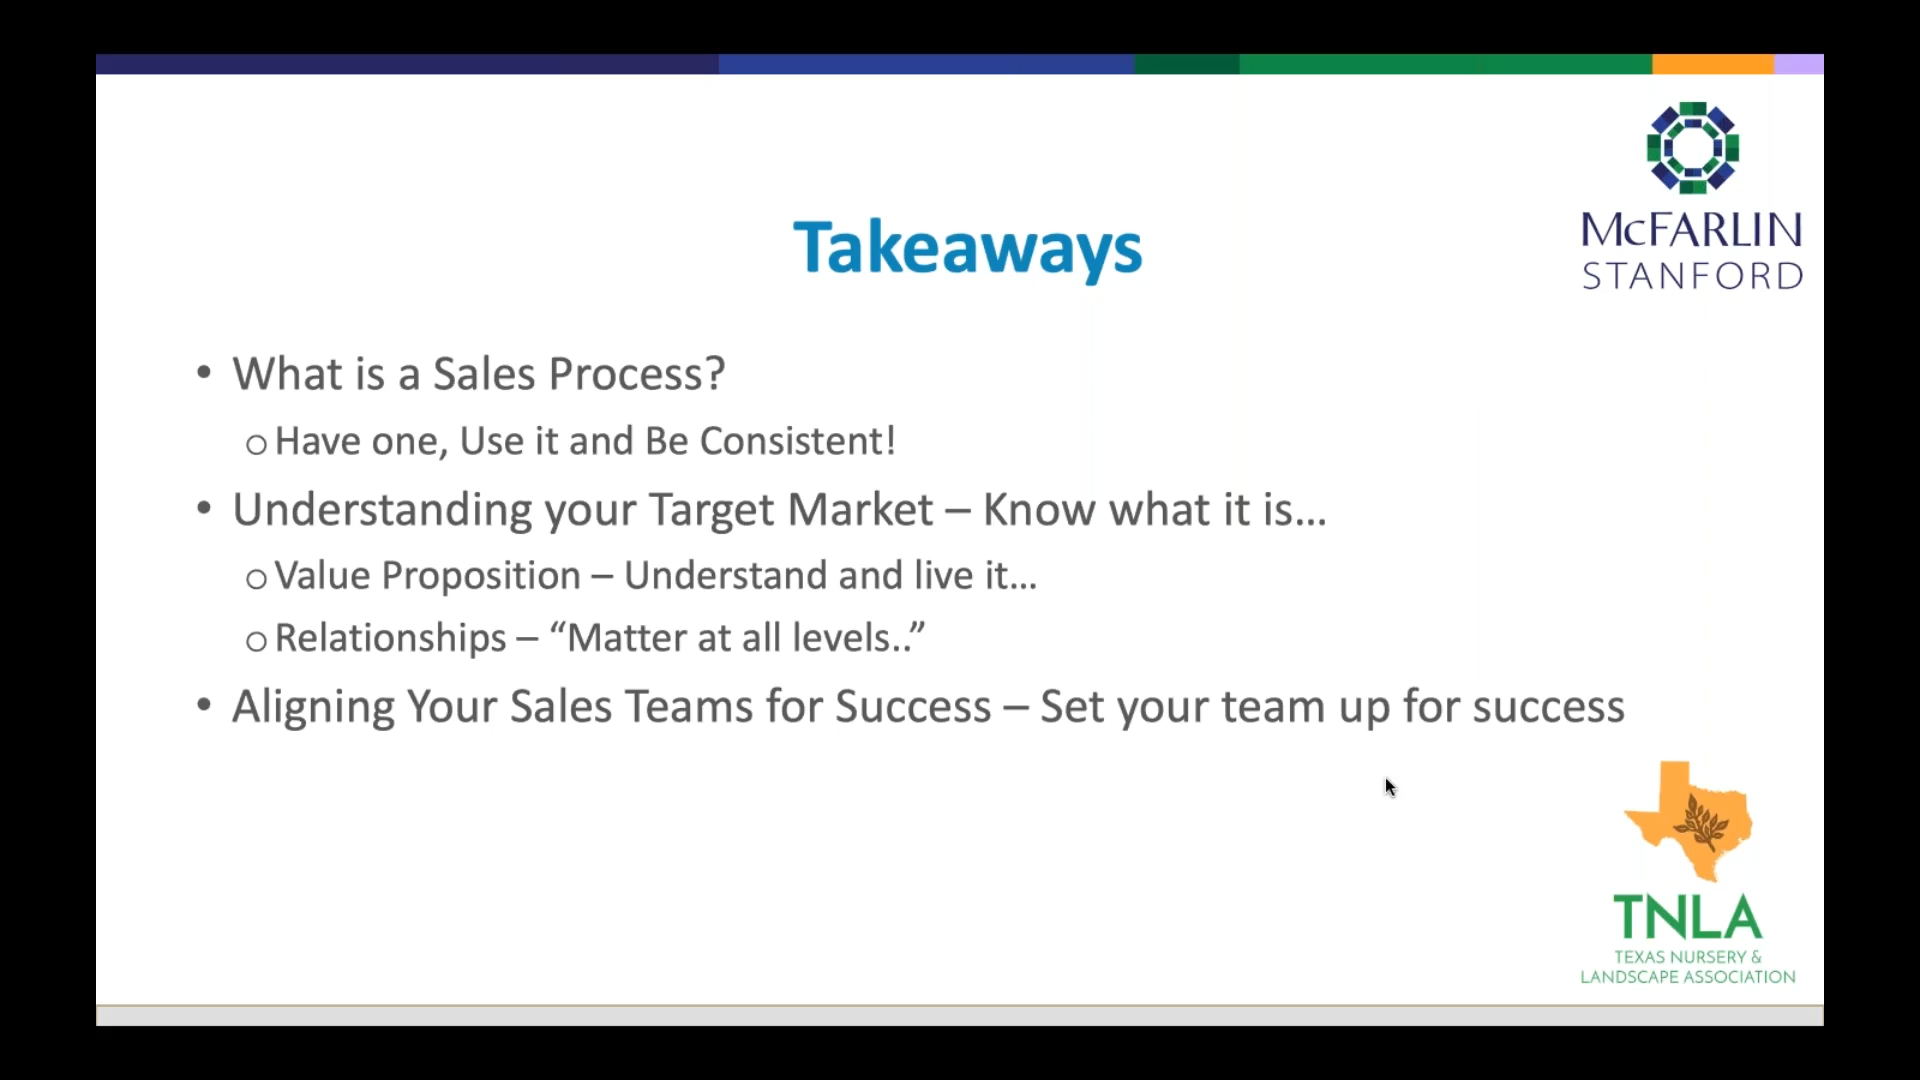 McFARLIN
STANFORD
Takeaways
• What is a Sales Process?
o Have one, Use it and Be Consistent!
• Understanding your Target Market – Know what it is...
o Value Proposition – Understand and live it...
o Relationships – “Matter at all levels..”
• Aligning Your Sales Teams for Success – Set your team up for success
TNLA
TEXAS NURSERY &
LANDSCAPE ASSOCIATION